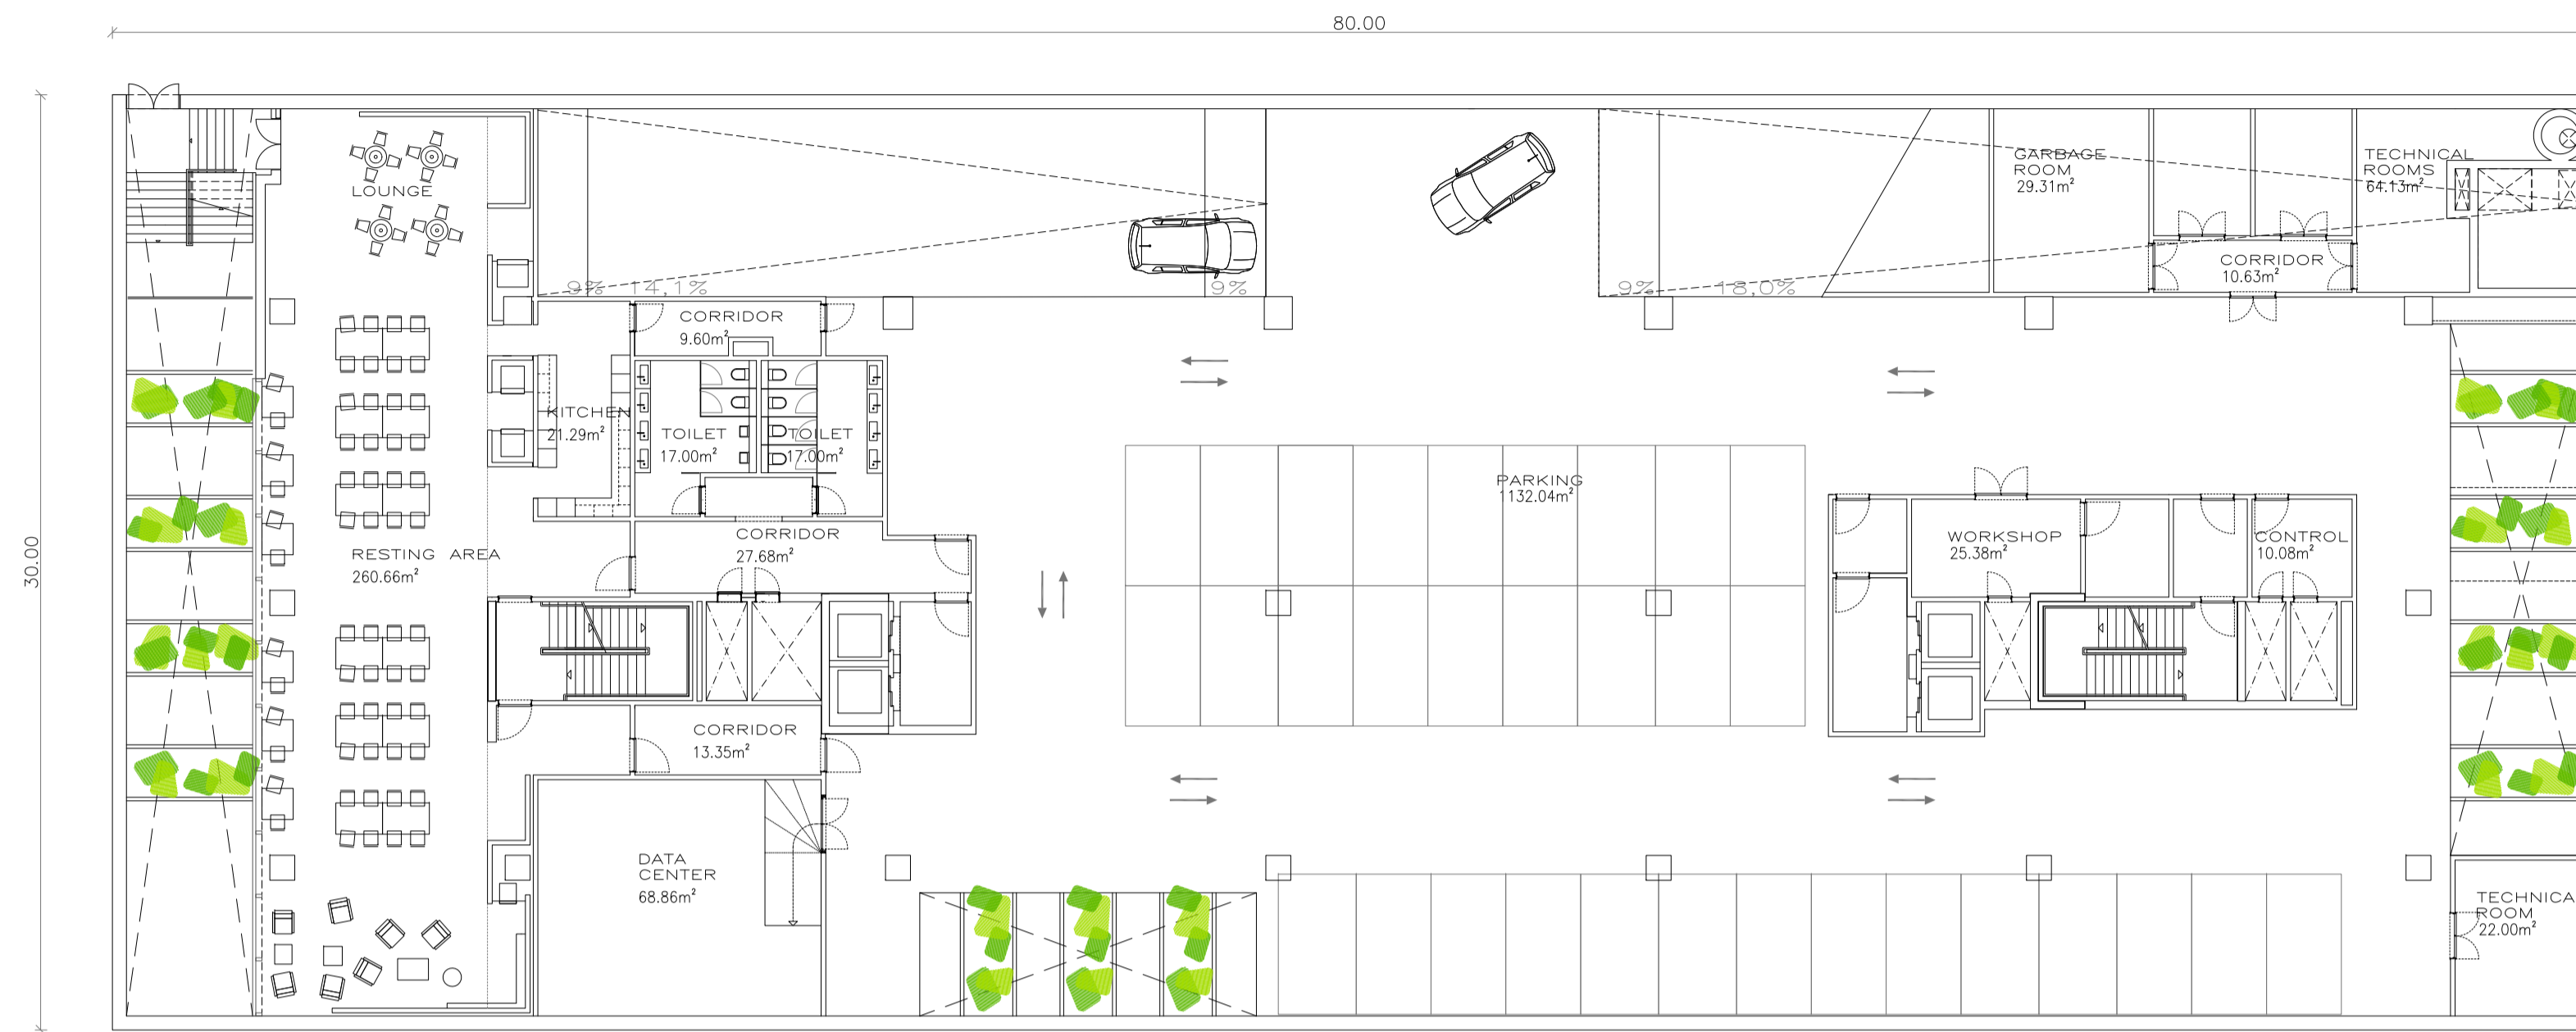 80.00
30.00
LOUNGE
9%
14,1%
9%
9%
18,0%
GARBAGE
ROOM
29.31m²
TECHNICAL
ROOMS
64.13m²
CORRIDOR
10.63m²
CORRIDOR
9.60m²
KITCHEN
21.29m²
TOILET
17.00m²
TOILET
17.00m²
PARKING
1132.04m²
RESTING AREA
260.66m²
CORRIDOR
27.68m²
WORKSHOP
25.38m²
CONTROL
10.08m²
CORRIDOR
13.35m²
DATA
CENTER
68.86m²
TECHNICA
ROOM
22.00m²